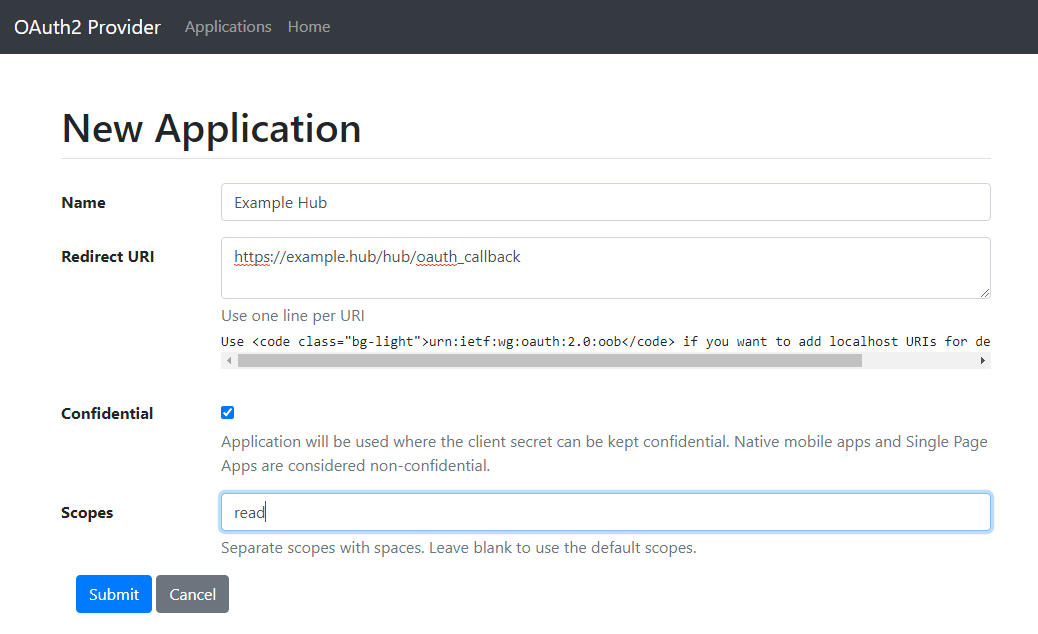 OAuth2 Provider Applications Home
New Application
Name Example Hub
Redirect URI https://example.hub/hub/oauth_callback
Use one line per URI
Use <code class="bg-light">urn:ietf:wg:oauth:2.0:oob</code> if you want to add localhost URIs for de
Confidential
Application will be used where the client secret can be kept confidential. Native mobile apps and Single Page
Apps are considered non-confidential.
Scopes read
Separate scopes with spaces. Leave blank to use the default scopes.
Submit Cancel